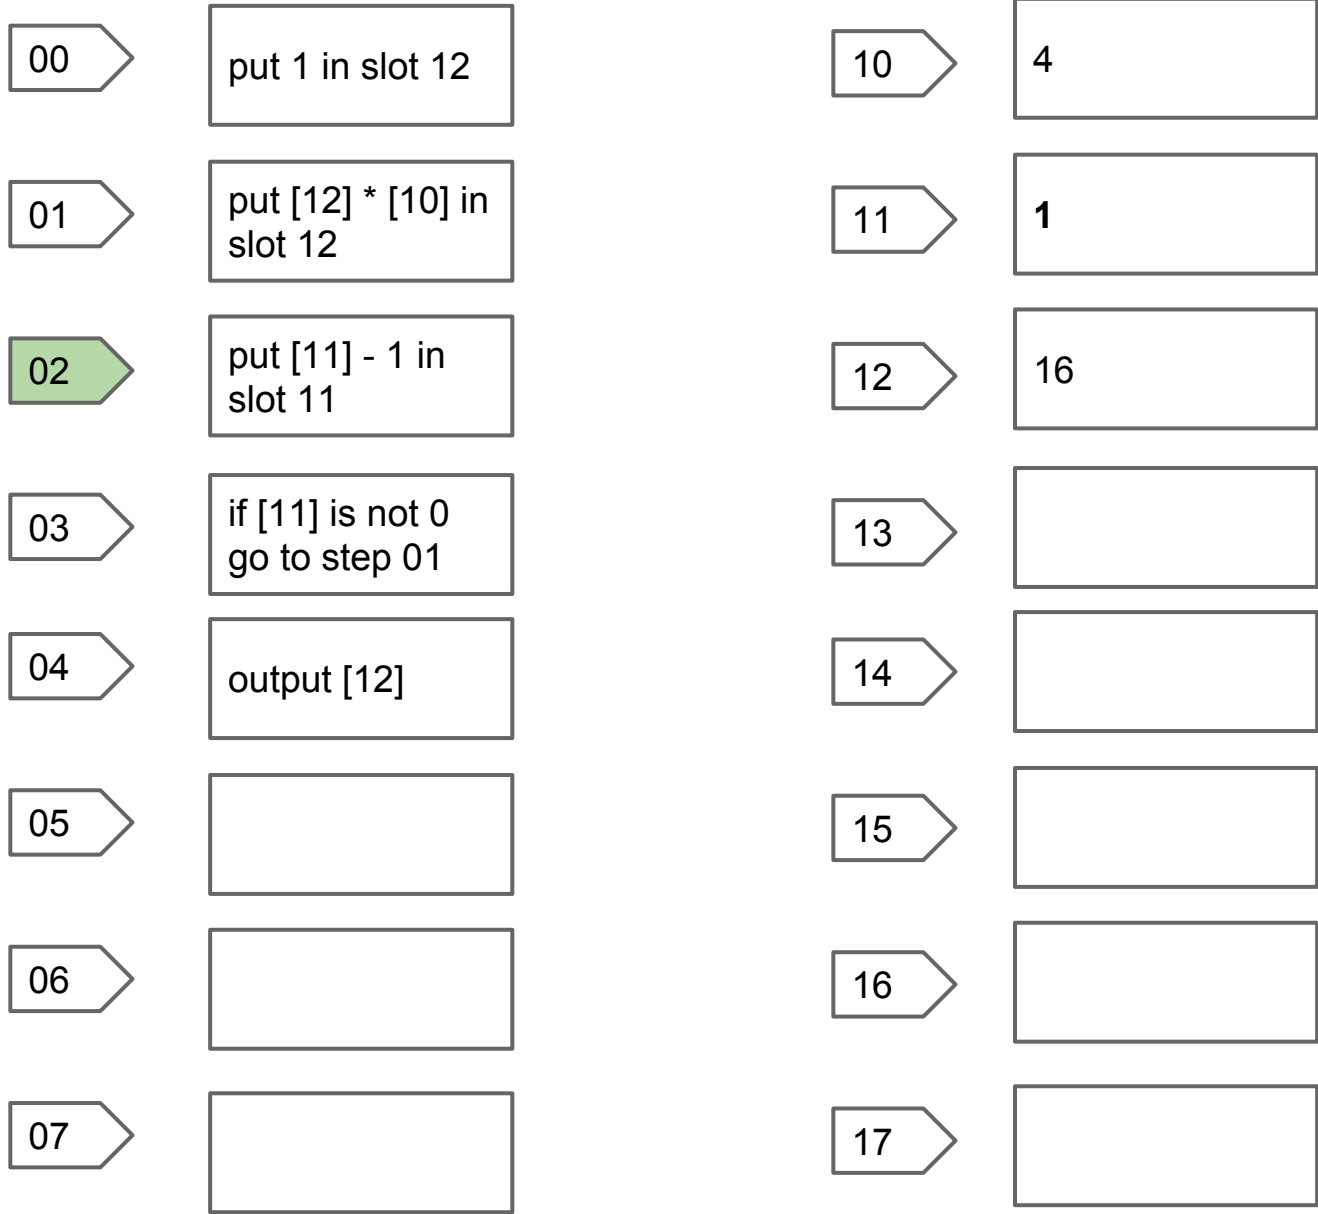 00
put 1 in slot 12
01
put [12] * [10] in
slot 12
02
put [11] - 1 in
slot 11
03
if [11] is not 0
go to step 01
04
output [12]
05
06
07
10
4
11
1
12
16
13
14
15
16
17